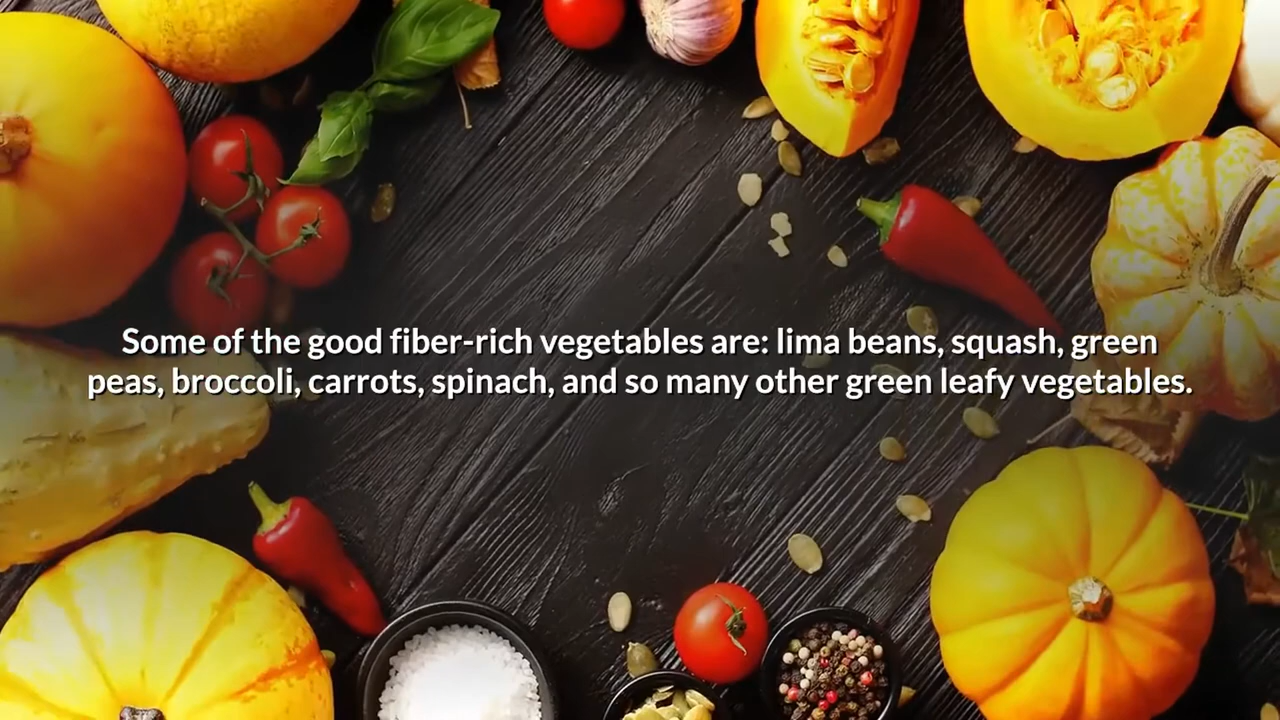 Some of the good fiber-rich vegetables are: lima beans, squash, green
peas, broccoli, carrots, spinach, and so many other green leafy vegetables.